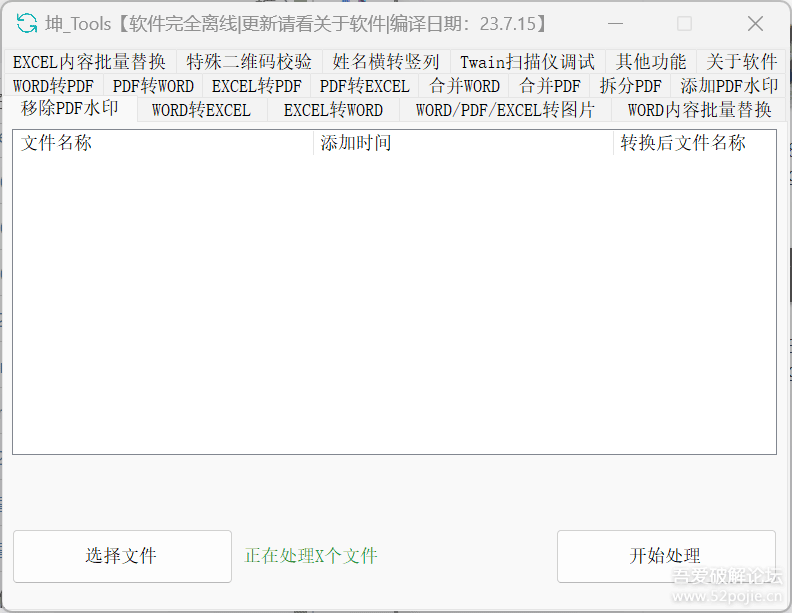 坤_Tools【软件完全离线|更新请看关于软件|编译日期：23.7.15】
EXCEL内容批量替换 特殊二维码校验 姓名横转竖列 Twain扫描仪调试 其他功能 关于软件
WORD转PDF PDF转WORD EXCEL转PDF PDF转EXCEL 合并WORD 合并PDF 拆分PDF 添加PDF水印
移除PDF水印 WORD转EXCEL EXCEL转WORD WORD/PDF/EXCEL转图片 WORD内容批量替换
文件名称 添加时间 转换后文件名称
选择文件 正在处理X个文件 开始处理
吾爱破解论坛
www.52pojie.cn